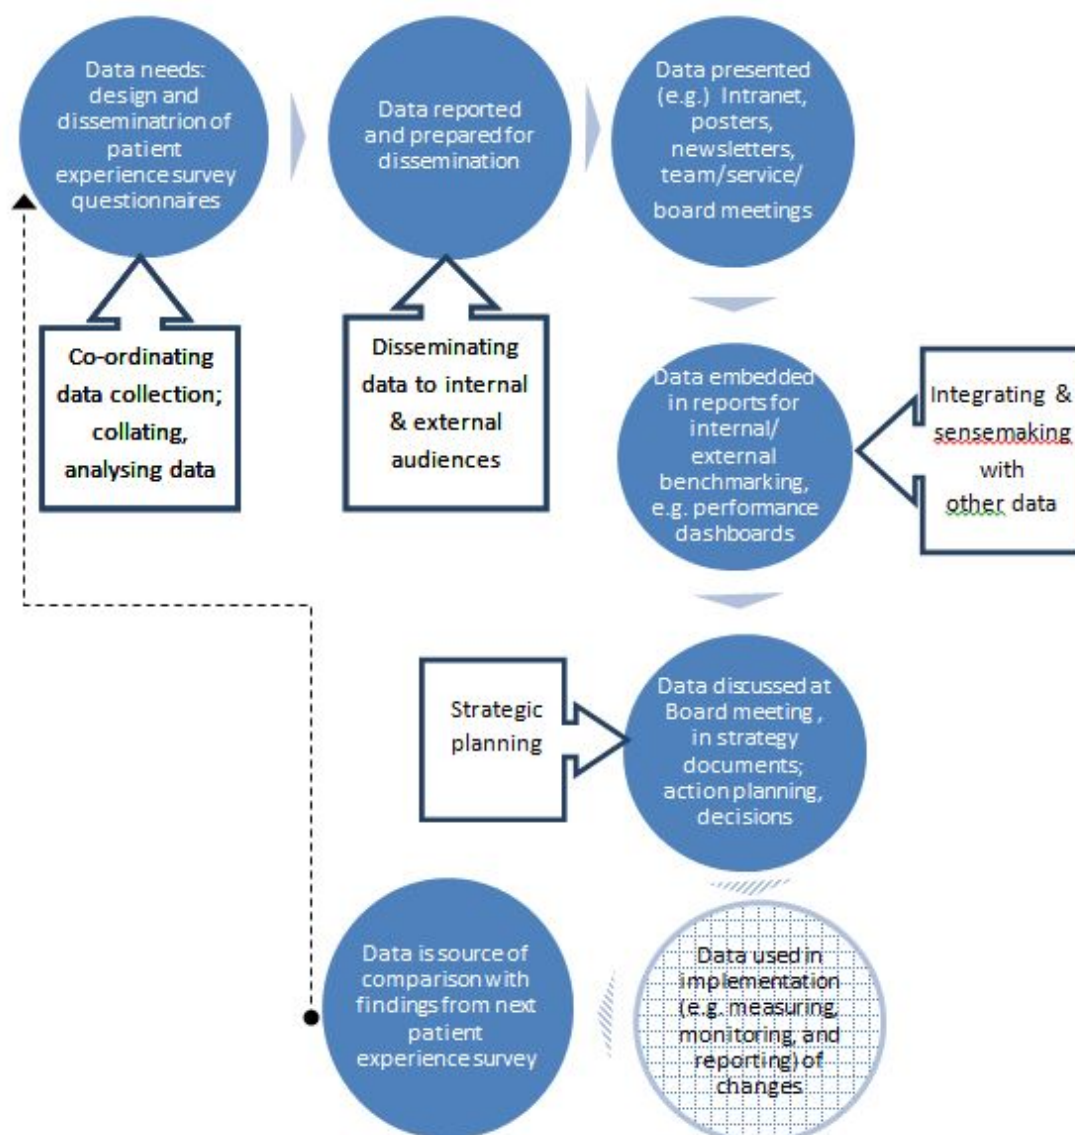 Data needs:
design and
disseminatrion of
patient
experience survey
questionnaires
Data reported
and prepared for
dissemination
Data presented
(e.g.) Intranet,
posters,
newsletters,
team/service/
board meetings
Co-ordinating
data collection;
collating,
analysing data
Disseminating
data to internal
& external
audiences
Data embedded
in reports for
internal/
external
benchmarking,
e.g. performance
dashboards
Integrating &
sensemaking
with
other data
Strategic
planning
Data discussed at
Board meeting ,
in strategy
documents;
action planning,
decisions
Data is source of
comparison with
findings from next
patient
experience survey
Data used in
implementation
(e.g. measuring,
monitoring, and
reporting) of
changes